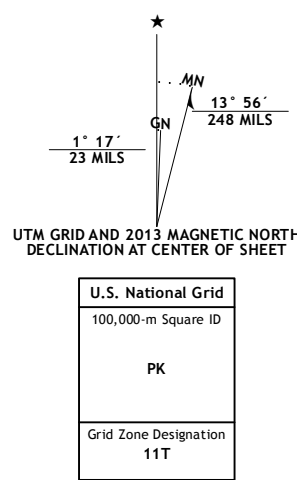 ★
MN
GN
13° 56´
248 MILS
1° 17´
23 MILS
UTM GRID AND 2013 MAGNETIC NORTH
DECLINATION AT CENTER OF SHEET
U.S. National Grid
100,000-m Square ID
PK
Grid Zone Designation
11T